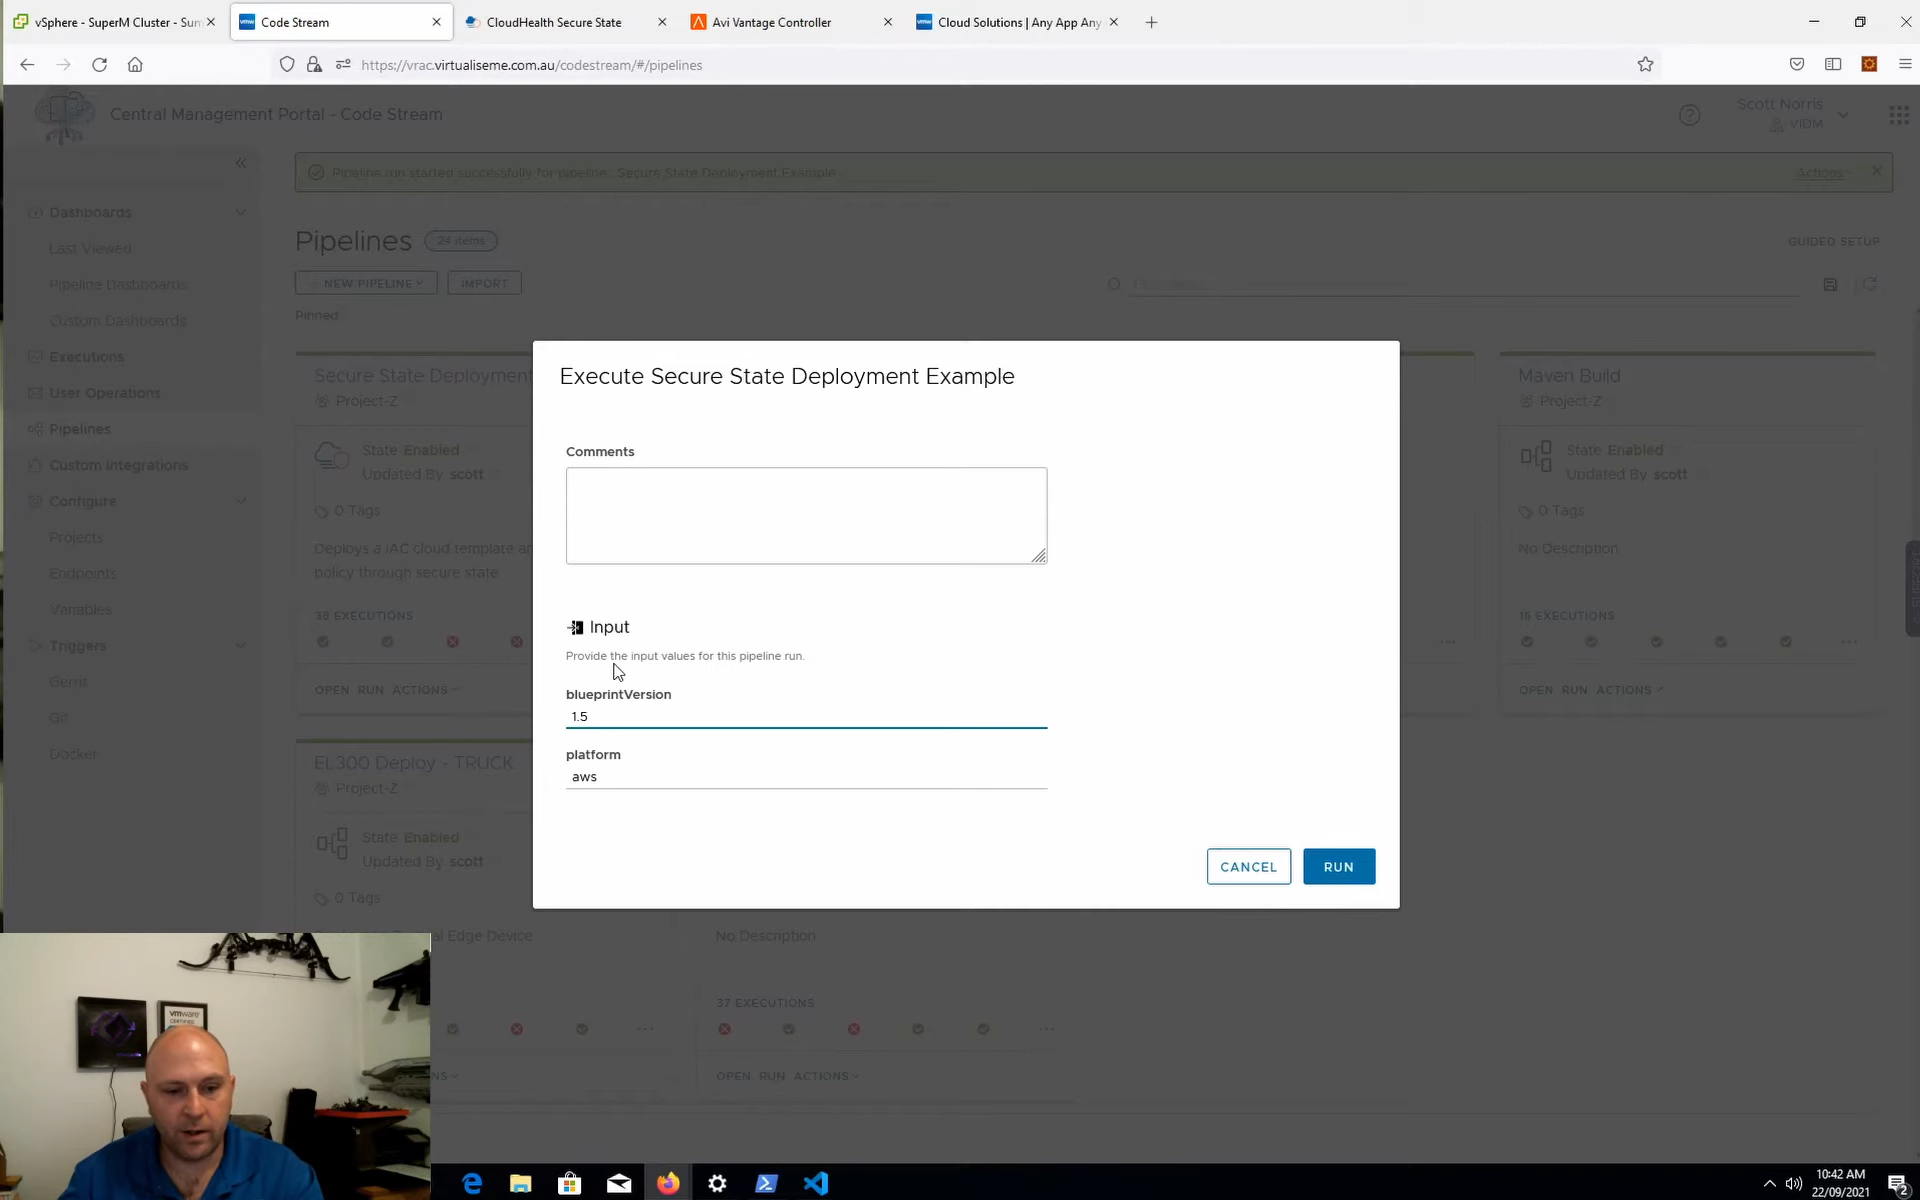 vSphere - SuperM Cluster - Sum
Code Stream
CloudHealth Secure State
Avi Vantage Controller
Cloud Solutions | Any App Any
https://vrac.virtualiseme.com.au/codestream/#/pipelines
Central Management Portal - Code Stream
Scott Norris
VIDM
Pipeline run started successfully for pipeline: Secure State Deployment Example
Actions
Dashboards
Last Viewed
Pipeline Dashboards
Custom Dashboards
Executions
User Operations
Pipelines
Custom Integrations
Configure
Projects
Endpoints
Variables
Triggers
Gerrit
Git
Docker
Pipelines
24 items
GUIDED SETUP
NEW PIPELINE
IMPORT
Pinned
Secure State Deployment
Project-Z
State Enabled
Updated By scott
0 Tags
Deploys a IAC cloud template an
policy through secure state
38 EXECUTIONS
OPEN RUN ACTIONS
Maven Build
Project-Z
State Enabled
Updated By scott
0 Tags
No Description
16 EXECUTIONS
OPEN RUN ACTIONS
Execute Secure State Deployment Example
Comments
Input
Provide the input values for this pipeline run.
blueprintVersion
1.5
platform
aws
CANCEL
RUN
EL300 Deploy - TRUCK
Project-Z
State Enabled
Updated By scott
0 Tags
al Edge Device
NS
No Description
37 EXECUTIONS
OPEN RUN ACTIONS
vmware
CERTIFIED
10:42 AM
22/09/2021
2